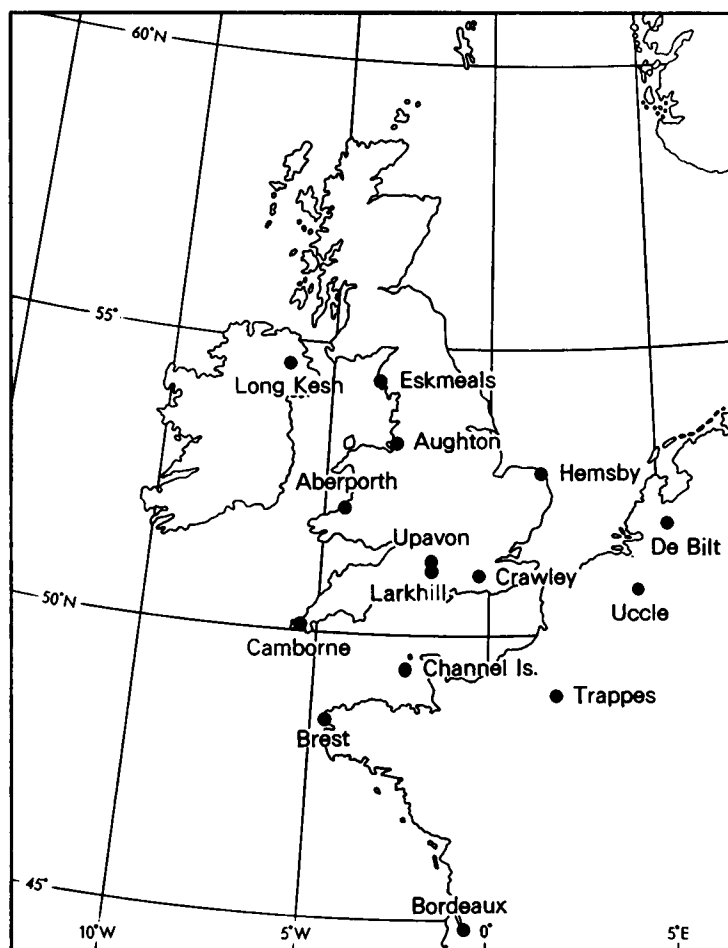 60°N
55°
Long Kesh
Eskmeals
Aughton
Aberporth
Hemsby
Upavon
De Bilt
Larkhill
Crawley
50°N
Uccle
Camborne
Channel Is.
Trappes
Brest
45°
Bordeaux
10°W
5°W
0°
5°E